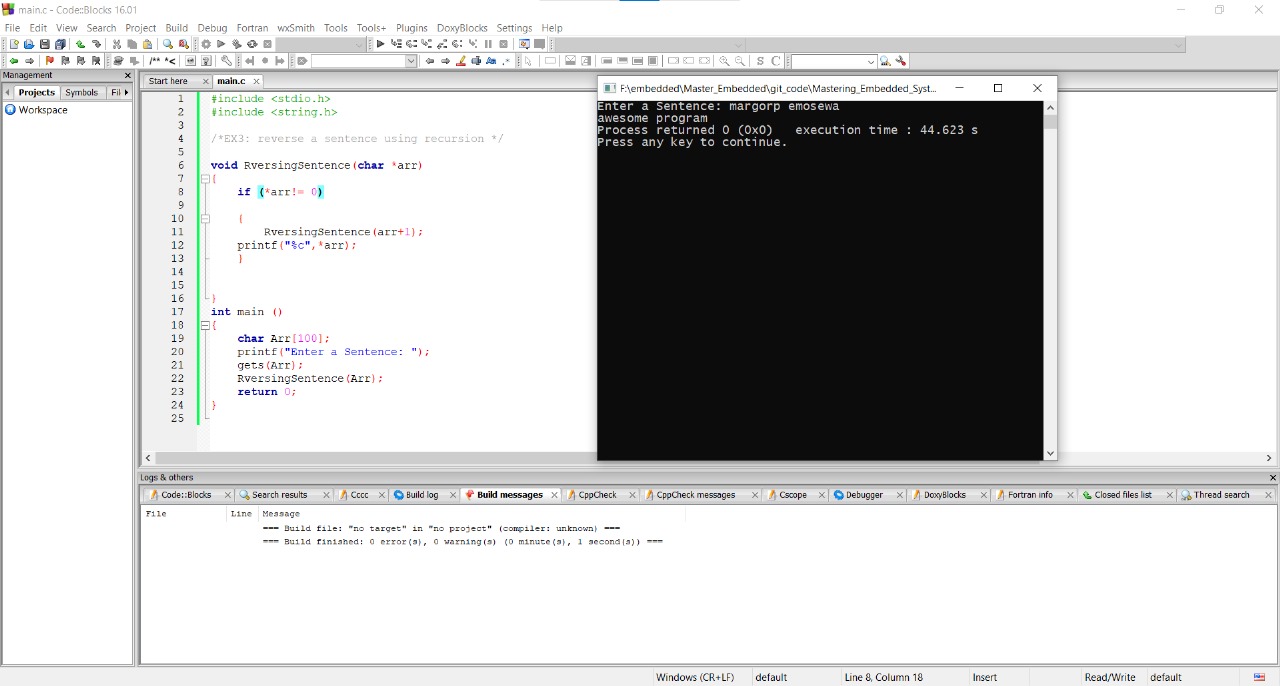 main.c - Code::Blocks 16.01
File Edit View Search Project Build Debug Fortran wxSmith Tools Tools+ Plugins DoxyBlocks Settings Help
Management
Projects Symbols Fil
Workspace
Start here main.c
1 #include <stdio.h>
2 #include <string.h>
3
4 /*EX3: reverse a sentence using recursion */
5
6 void RversingSentence(char *arr)
7 {
8 if (*arr!= 0)
9
10 {
11 RversingSentence(arr+1);
12 printf("%c",*arr);
13 }
14
15
16 }
17 int main ()
18 {
19 char Arr[100];
20 printf("Enter a Sentence: ");
21 gets(Arr);
22 RversingSentence(Arr);
23 return 0;
24 }
25
F:\embedded\Master_Embedded\git_code\Mastering_Embedded_Syst...
Enter a Sentence: margorp emosewa
awesome program
Process returned 0 (0x0) execution time : 44.623 s
Press any key to continue.
Logs & others
Code::Blocks Search results Cccc Build log Build messages CppCheck CppCheck messages Cscope Debugger DoxyBlocks Fortran info Closed files list Thread search
File Line Message
=== Build file: "no target" in "no project" (compiler: unknown) ===
=== Build finished: 0 error(s), 0 warning(s) (0 minute(s), 1 second(s)) ===
Windows (CR+LF) default Line 8, Column 18 Insert Read/Write default